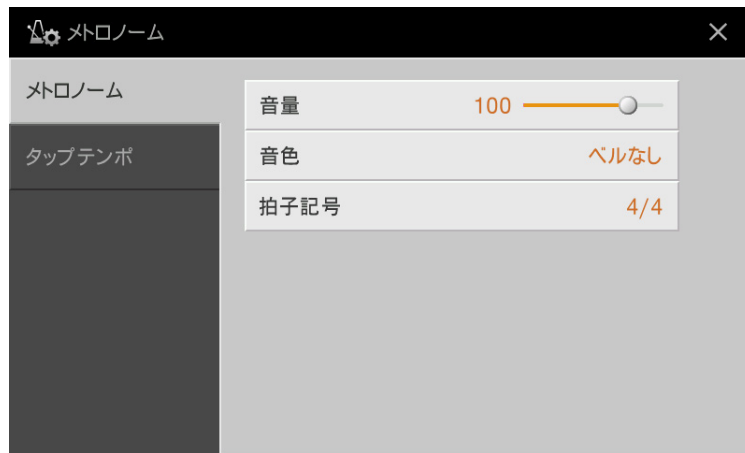 メトロノーム
メトロノーム
タップテンポ
音量 100
音色 ベルなし
拍子記号 4/4